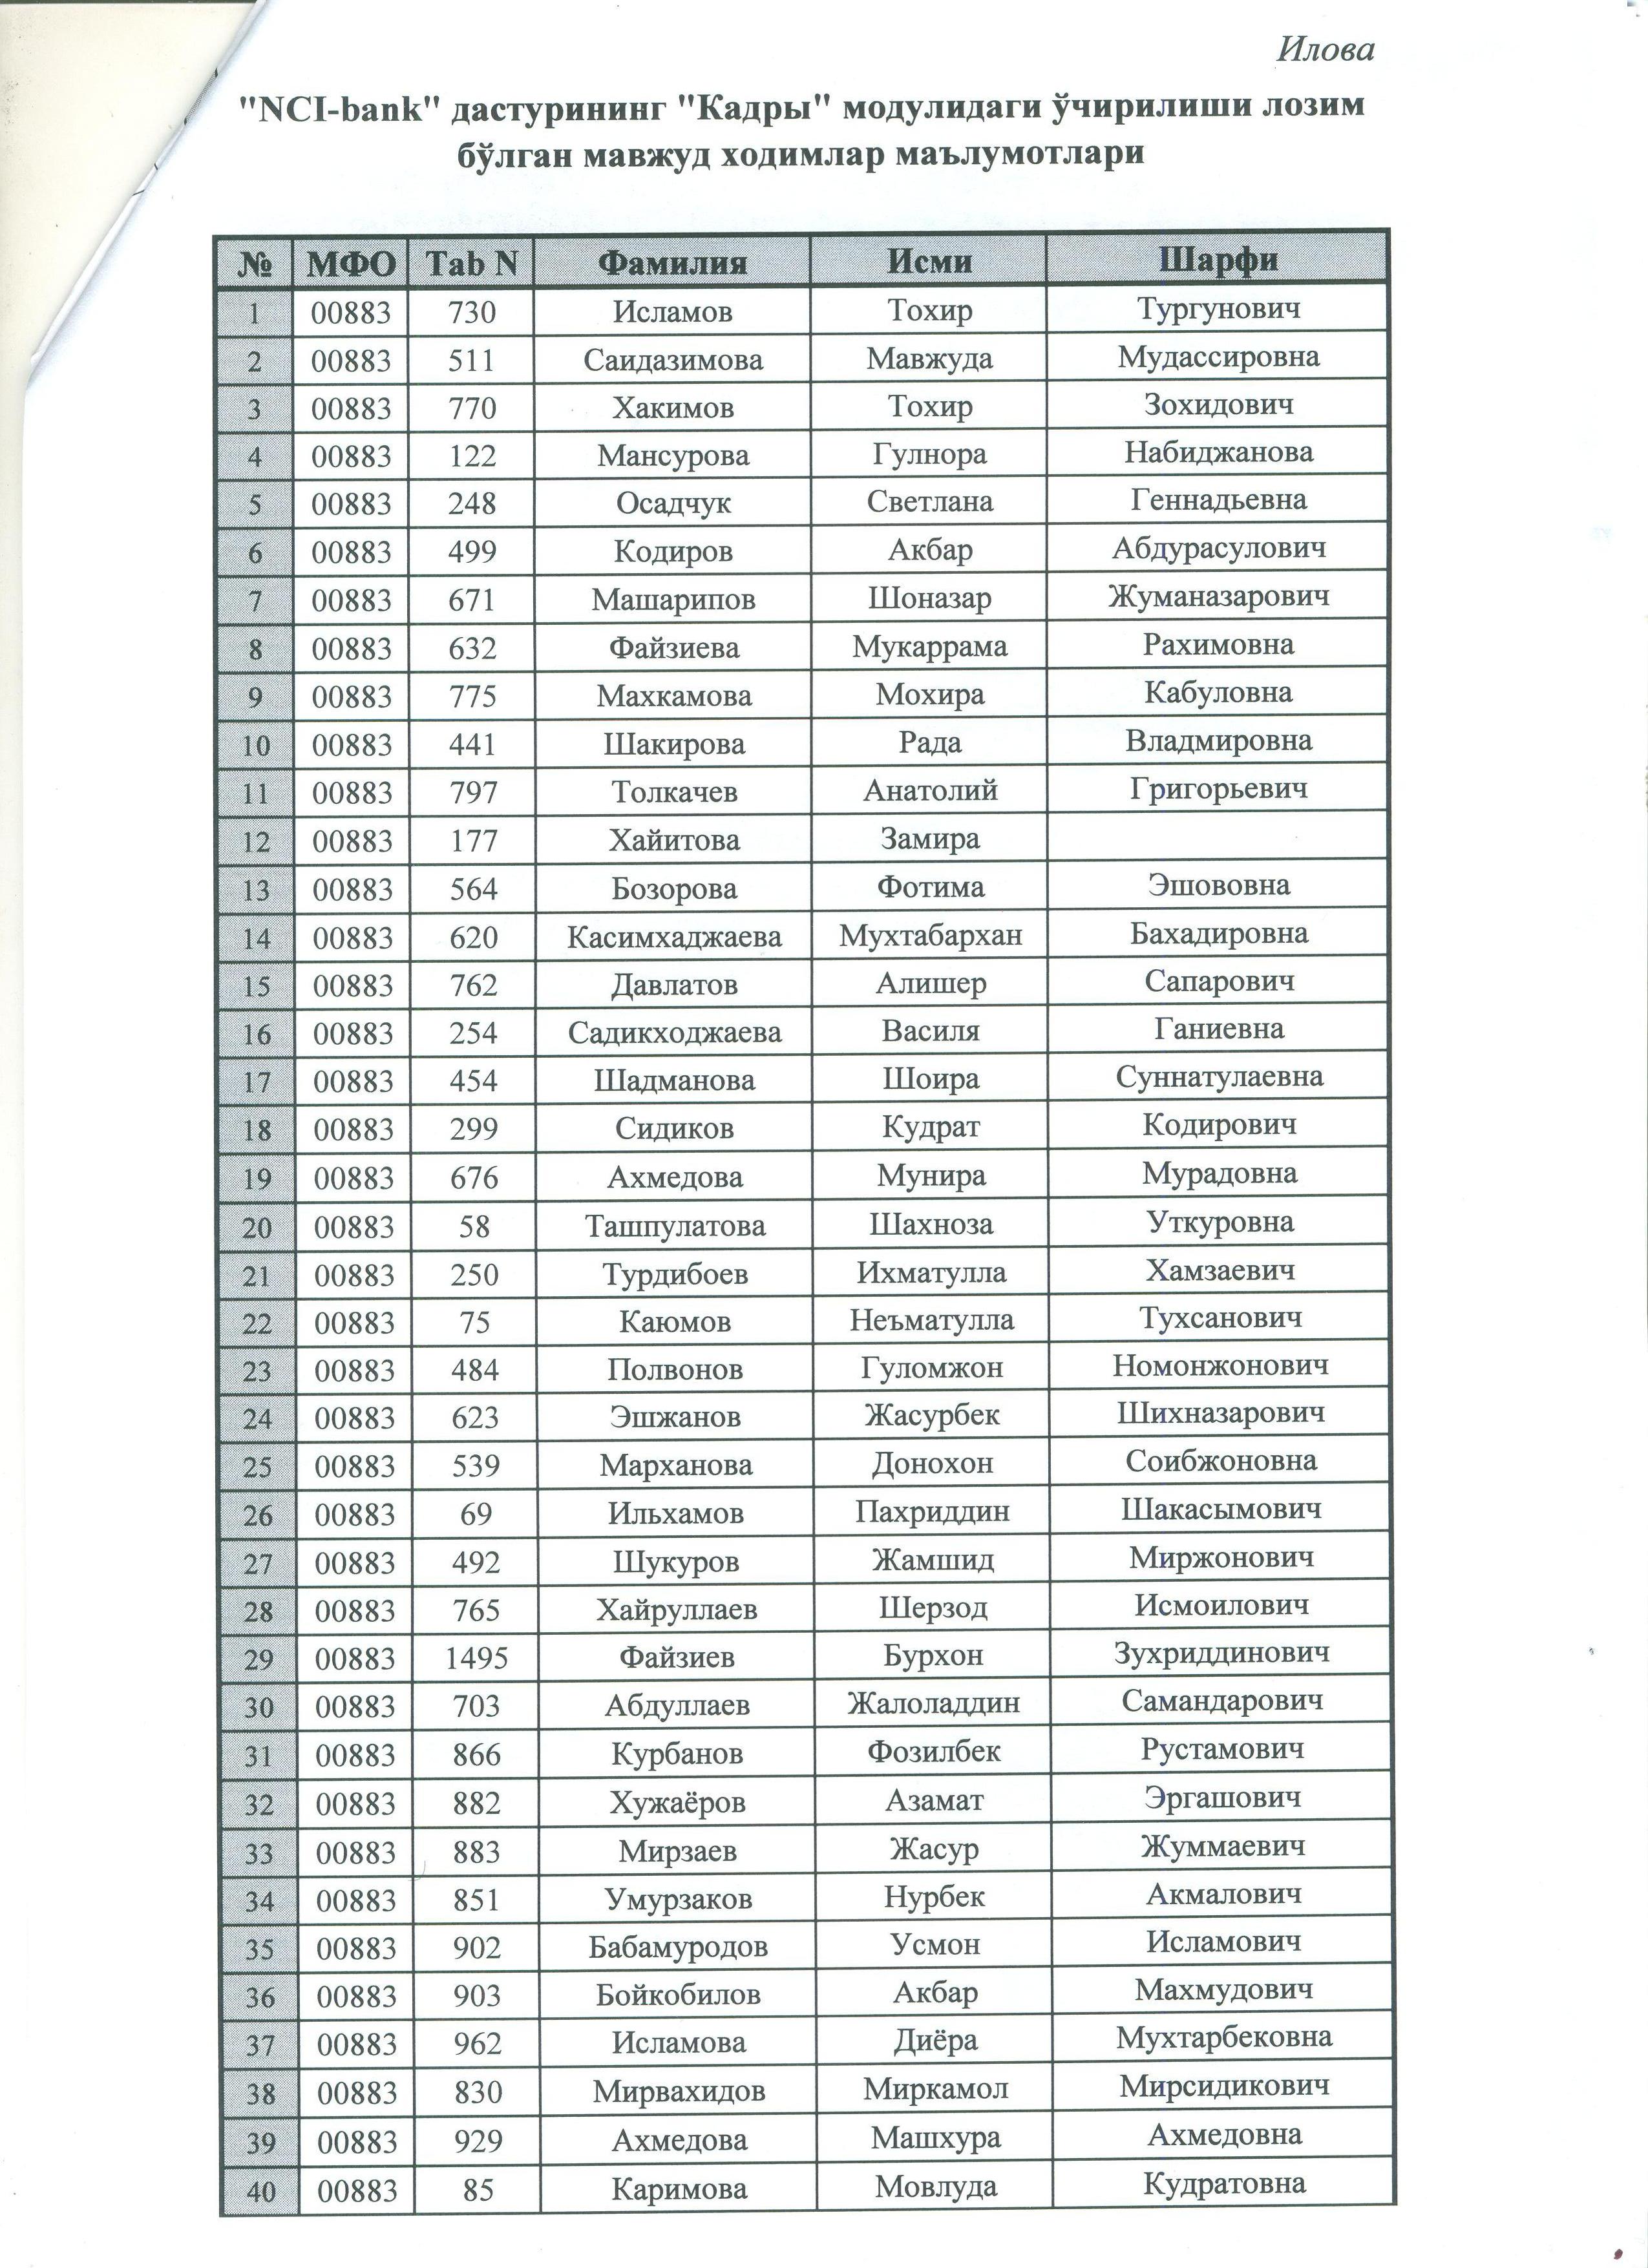 Илова
"NCI-bank" дастурининг "Кадры" модулидаги ўчирилиши лозим
бўлган мавжуд ходимлар маълумотлари
№ МФО Tab N Фамилия Исми Шарфи
1 00883 730 Исламов Тохир Тургунович
2 00883 511 Саидазимова Мавжуда Мудассировна
3 00883 770 Хакимов Тохир Зохидович
4 00883 122 Мансурова Гулнора Набиджанова
5 00883 248 Осадчук Светлана Геннадьевна
6 00883 499 Кодиров Акбар Абдурасулович
7 00883 671 Машарипов Шоназар Жуманазарович
8 00883 632 Файзиева Мукаррама Рахимовна
9 00883 775 Махкамова Мохира Кабуловна
10 00883 441 Шакирова Рада Владмировна
11 00883 797 Толкачев Анатолий Григорьевич
12 00883 177 Хайитова Замира
13 00883 564 Бозорова Фотима Эшововна
14 00883 620 Касимхаджаева Мухтабархан Бахадировна
15 00883 762 Давлатов Алишер Сапарович
16 00883 254 Садикходжаева Василя Ганиевна
17 00883 454 Шадманова Шоира Суннатулаевна
18 00883 299 Сидиков Кудрат Кодирович
19 00883 676 Ахмедова Мунира Мурадовна
20 00883 58 Ташпулатова Шахноза Уткуровна
21 00883 250 Турдибоев Ихматулла Хамзаевич
22 00883 75 Каюмов Неъматулла Тухсанович
23 00883 484 Полвонов Гуломжон Номонжонович
24 00883 623 Эшжанов Жасурбек Шихназарович
25 00883 539 Марханова Донохон Соибжоновна
26 00883 69 Ильхамов Пахриддин Шакасымович
27 00883 492 Шукуров Жамшид Миржонович
28 00883 765 Хайруллаев Шерзод Исмоилович
29 00883 1495 Файзиев Бурхон Зухриддинович
30 00883 703 Абдуллаев Жалоладдин Самандарович
31 00883 866 Курбанов Фозилбек Рустамович
32 00883 882 Хужаёров Азамат Эргашович
33 00883 883 Мирзаев Жасур Жуммаевич
34 00883 851 Умурзаков Нурбек Акмалович
35 00883 902 Бабамуродов Усмон Исламович
36 00883 903 Бойкобилов Акбар Махмудович
37 00883 962 Исламова Диёра Мухтарбековна
38 00883 830 Мирвахидов Миркамол Мирсидикович
39 00883 929 Ахмедова Машхура Ахмедовна
40 00883 85 Каримова Мовлуда Кудратовна